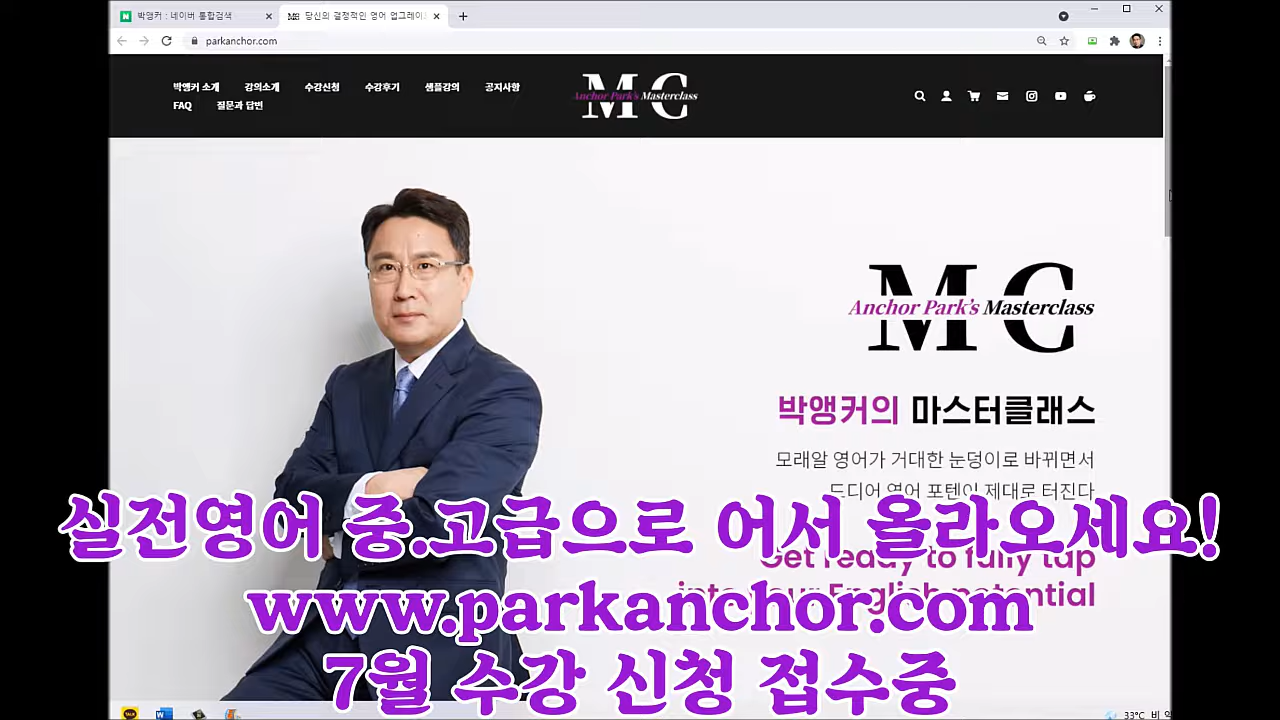 박앵커 : 네이버 통합검색
당신의 결정적인 영어 업그레이드
parkanchor.com
박앵커 소개 강의소개 수강신청 수강후기 샘플강의 공지사항
FAQ 질문과 답변
MC
Anchor Park's Masterclass
MC
Anchor Park's Masterclass
박앵커의 마스터클래스
모래알 영어가 거대한 눈덩이로 바뀌면서
드디어 영어 포텐이 제대로 터진다
Get ready to fully tap
into your English potential
실전영어 중.고급으로 어서 올라오세요!
www.parkanchor.com
7월 수강 신청 접수중
33°C 비